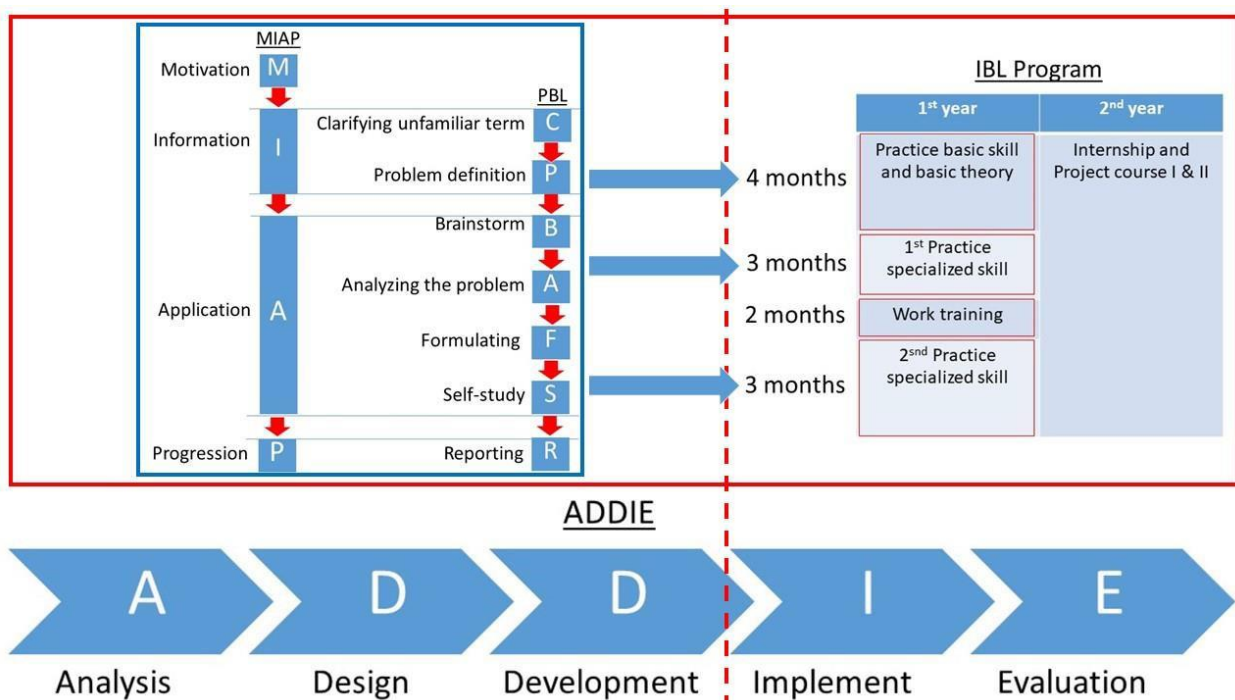 MIAP
Motivation
M
Information
I
Application
A
Progression
P
PBL
Clarifying unfamiliar term
C
Problem definition
P
Brainstorm
B
Analyzing the problem
A
Formulating
F
Self-study
S
Reporting
R
4 months
3 months
2 months
3 months
IBL Program
1st year
2nd year
Practice basic skill
and basic theory
Internship and
Project course I & II
1st Practice
specialized skill
Work training
2snd Practice
specialized skill
ADDIE
A
D
D
I
E
Analysis
Design
Development
Implement
Evaluation